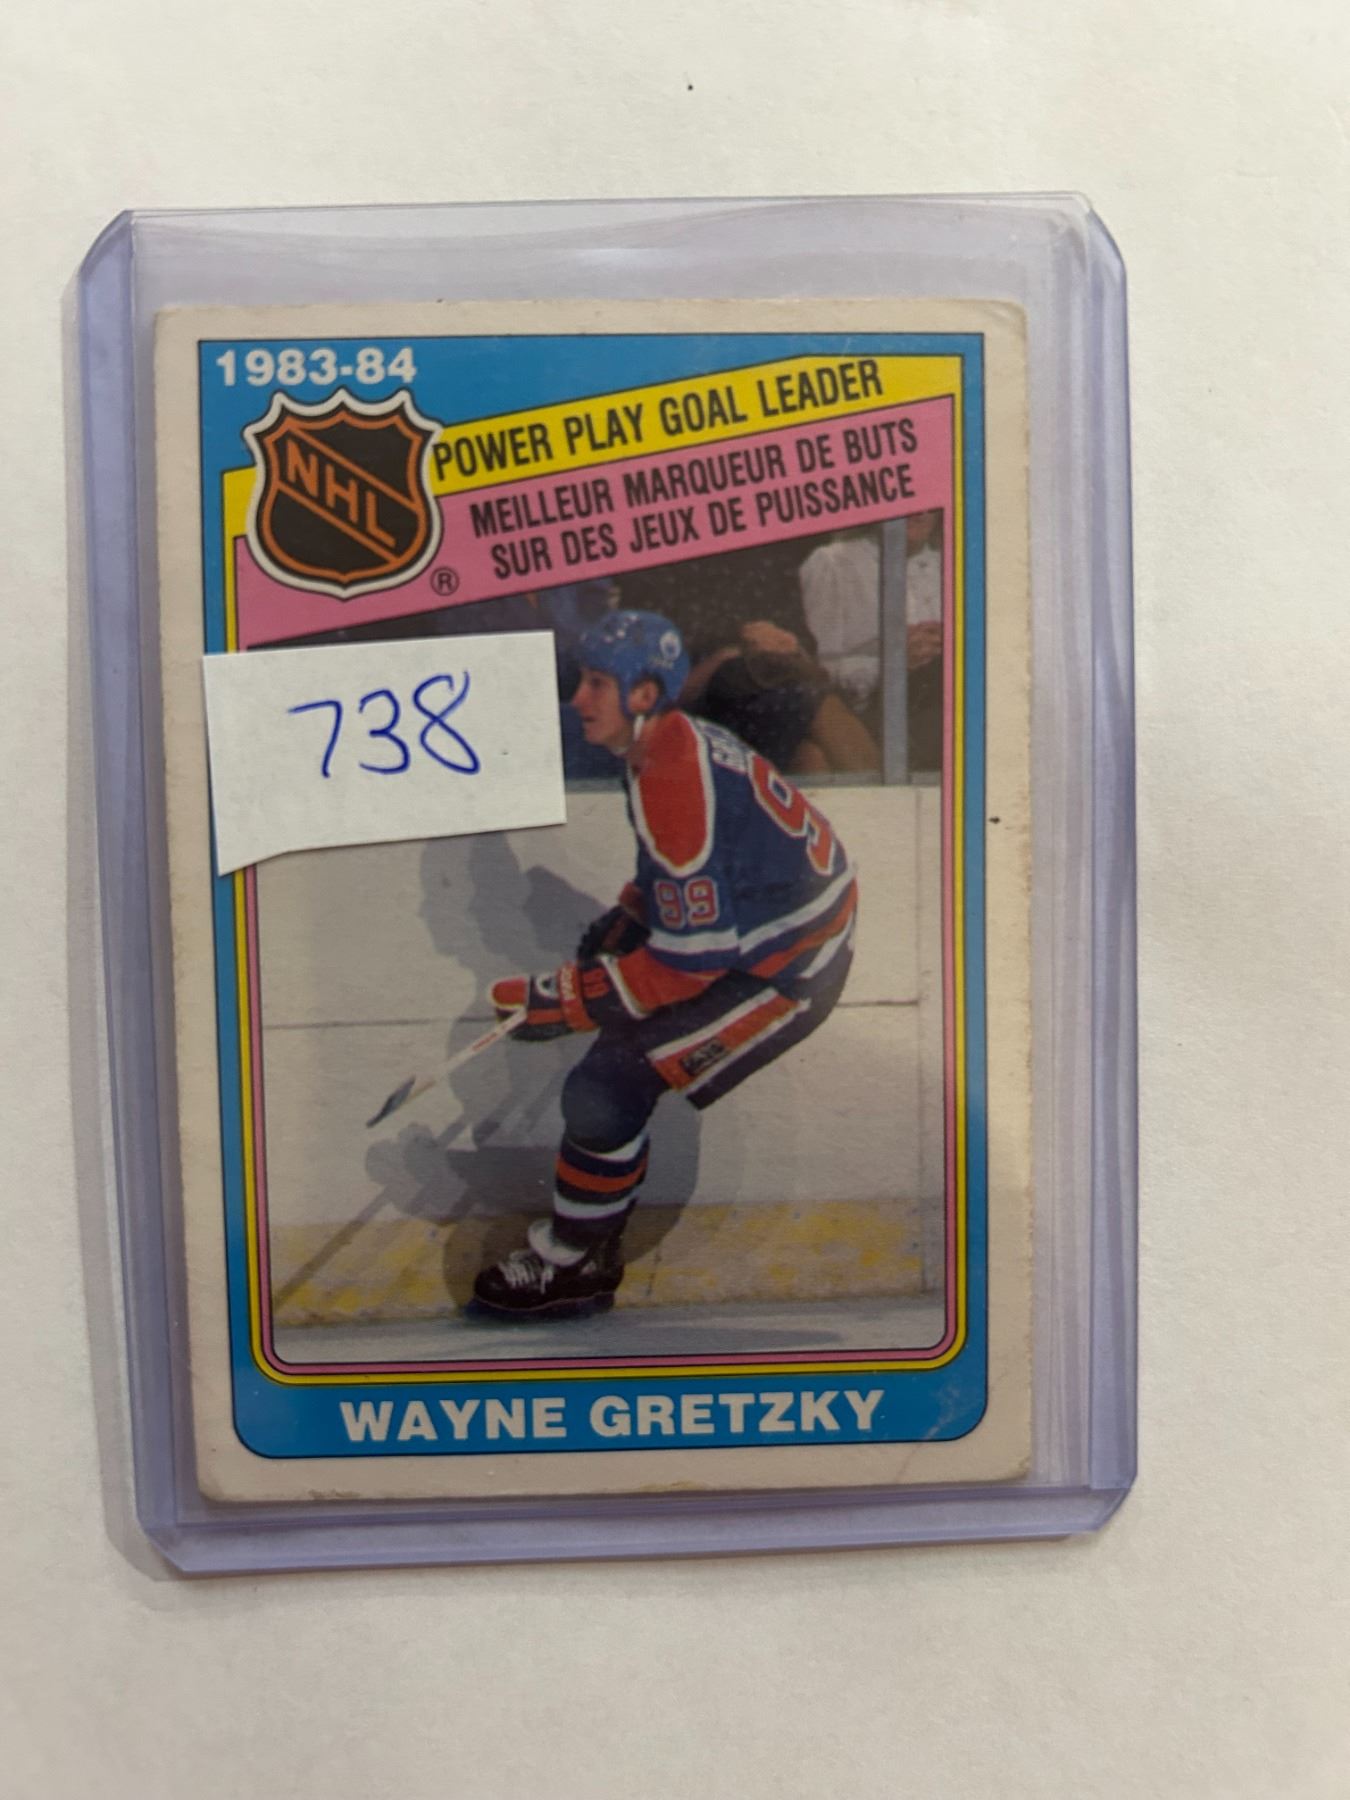 1983-84
NHL
®
POWER PLAY GOAL LEADER
MEILLEUR MARQUEUR DE BUTS
SUR DES JEUX DE PUISSANCE
738
9
99
WAYNE GRETZKY